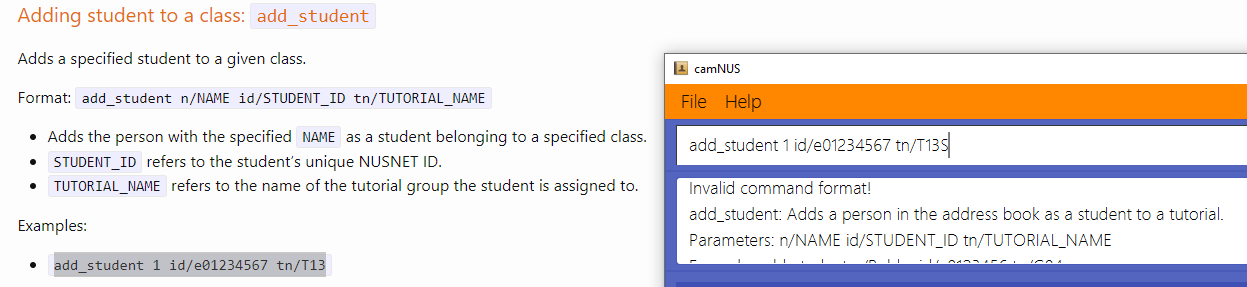 Adding student to a class: add_student
Adds a specified student to a given class.
Format: add_student n/NAME id/STUDENT_ID tn/TUTORIAL_NAME
• Adds the person with the specified NAME as a student belonging to a specified class.
• STUDENT_ID refers to the student's unique NUSNET ID.
• TUTORIAL_NAME refers to the name of the tutorial group the student is assigned to.
Examples:
• add_student 1 id/e01234567 tn/T13
camNUS
File Help
add_student 1 id/e01234567 tn/T13S
Invalid command format!
add_student: Adds a person in the address book as a student to a tutorial.
Parameters: n/NAME id/STUDENT_ID tn/TUTORIAL_NAME